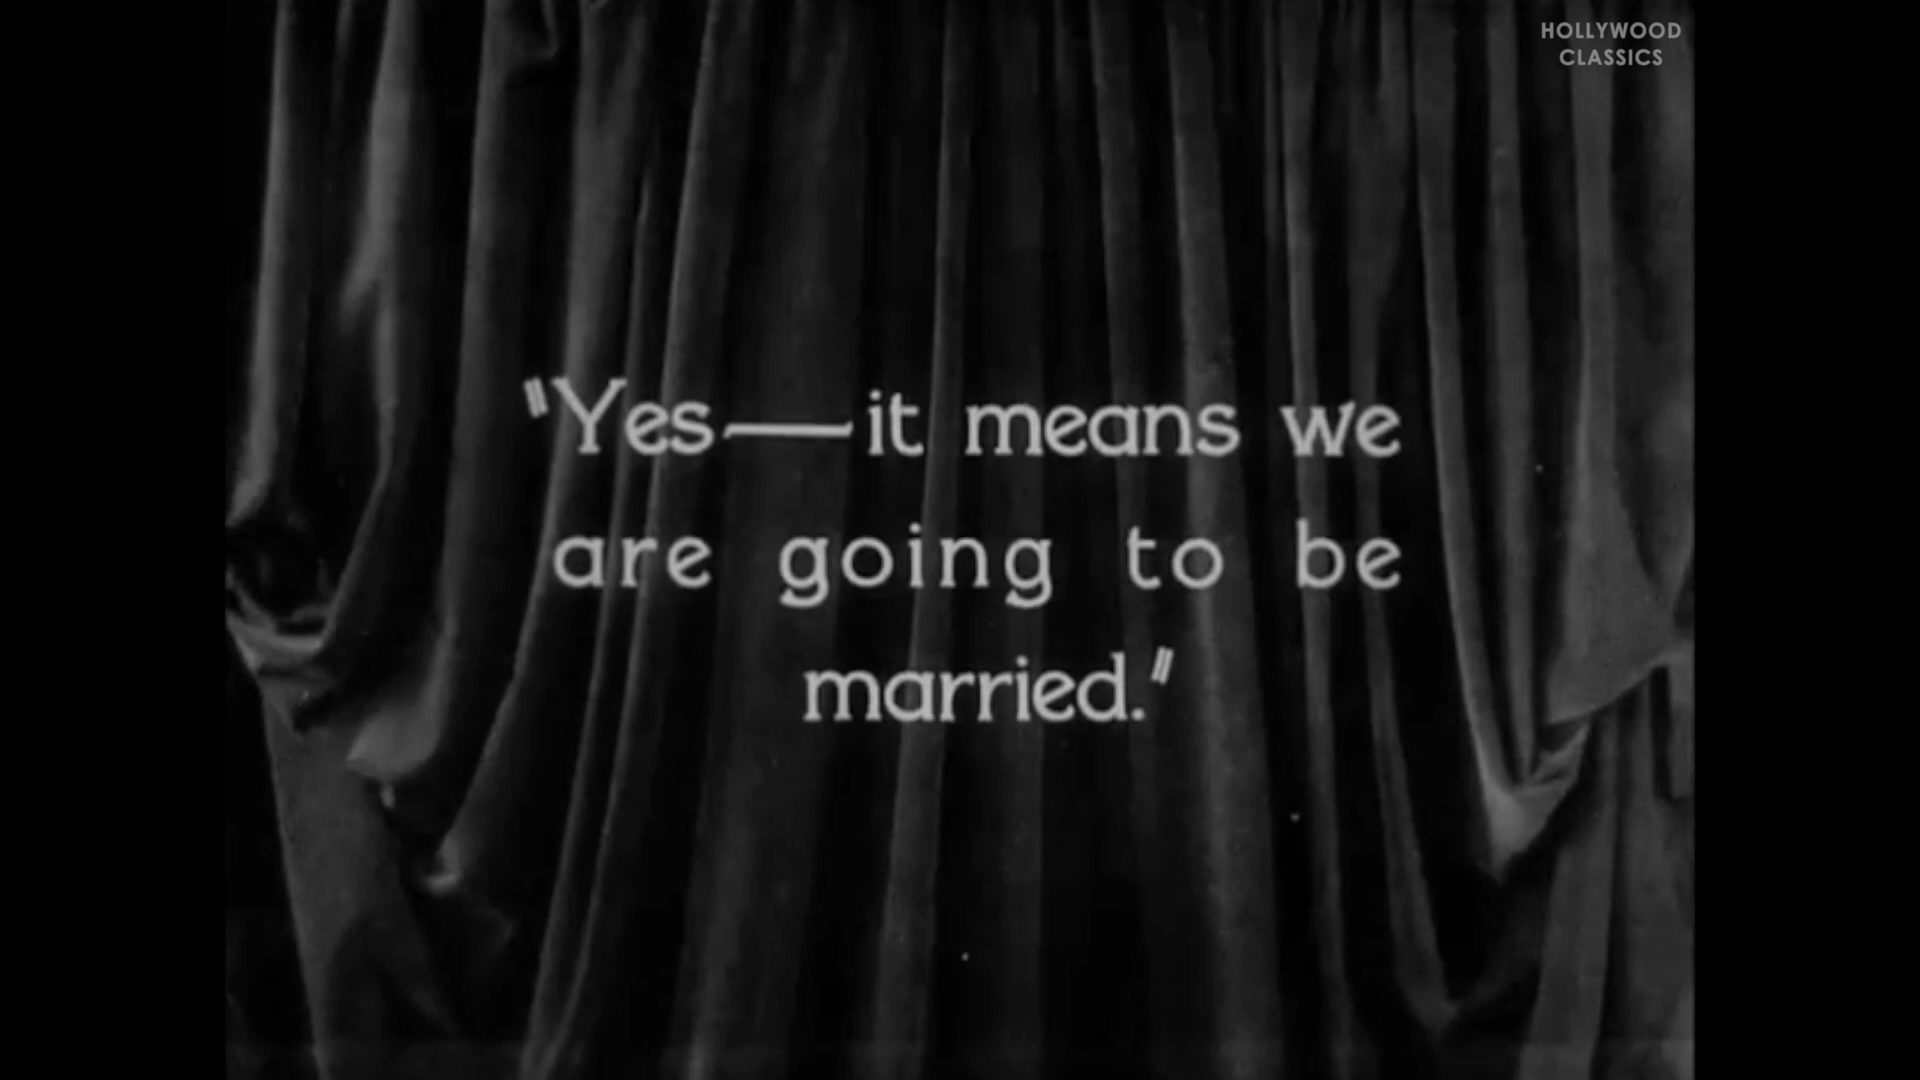 HOLLYWOOD
CLASSICS
"Yes—it means we
are going to be
married."